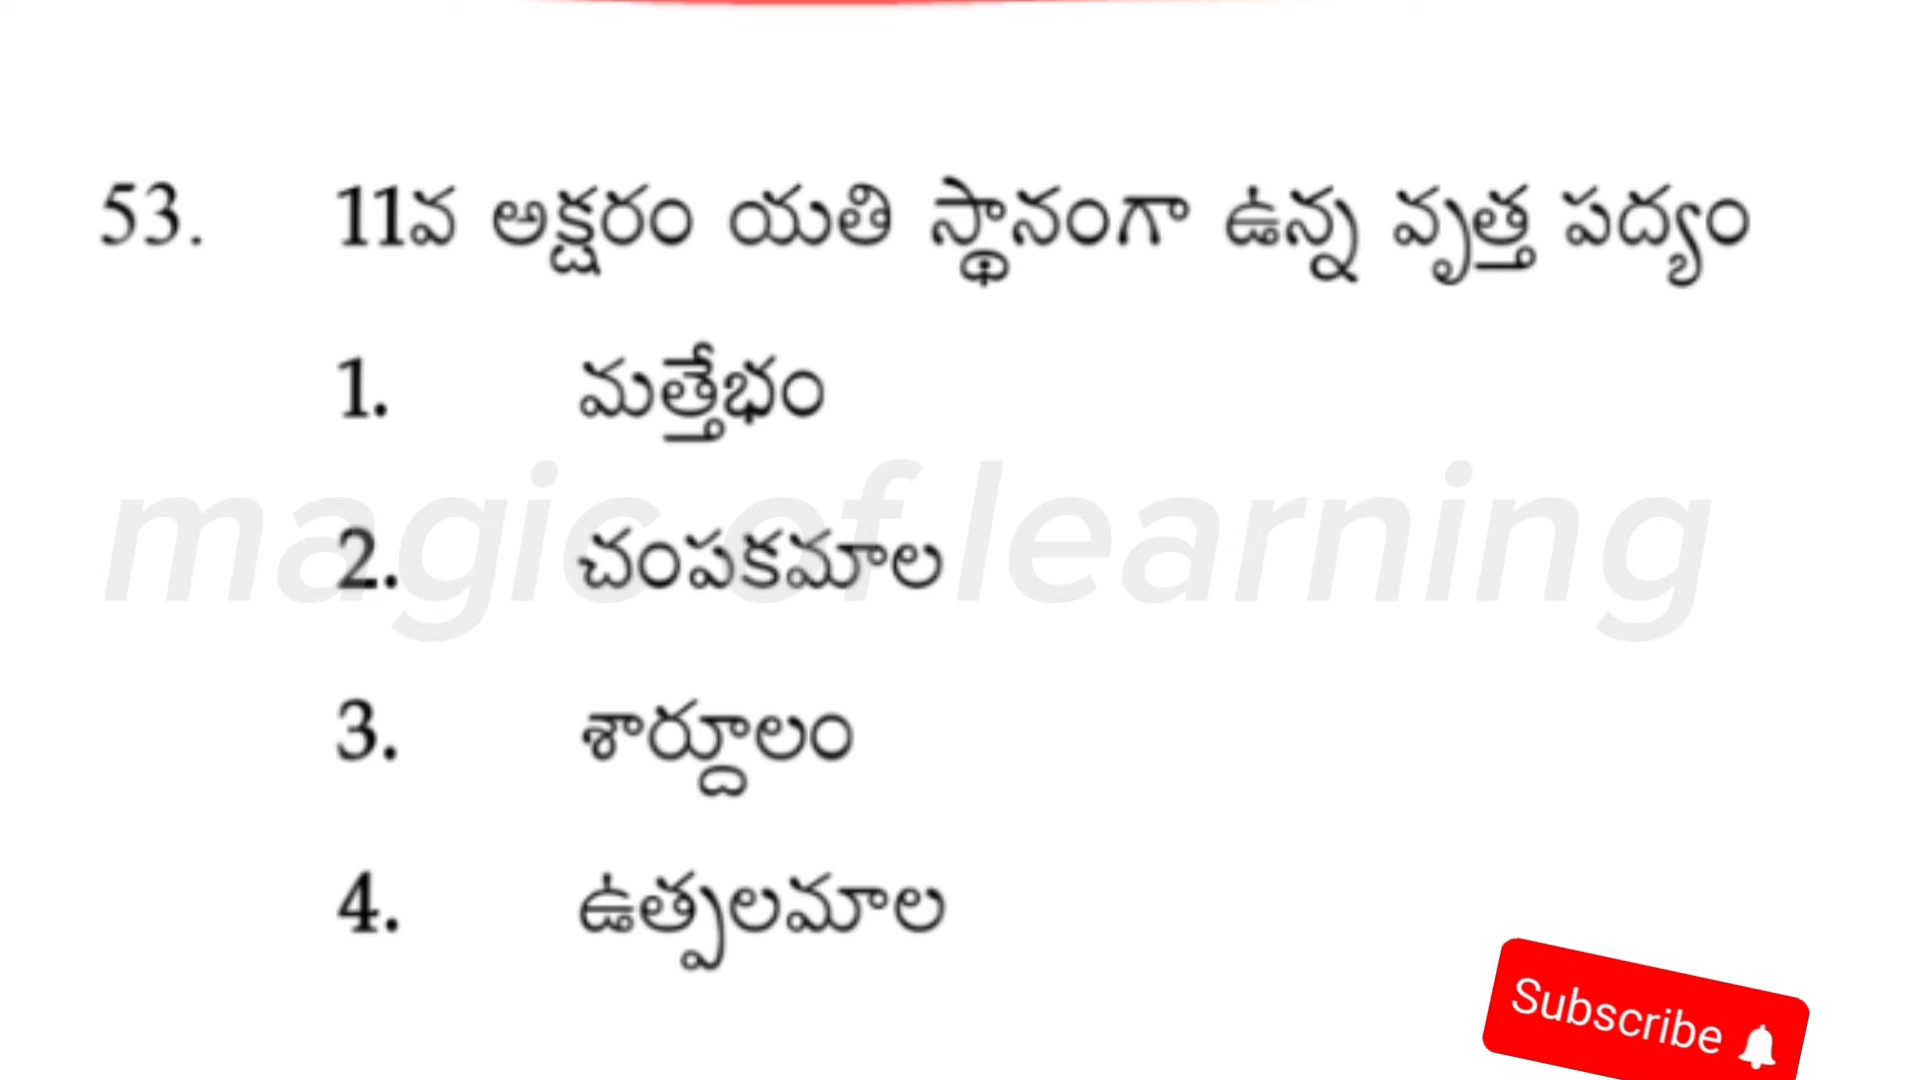 53. 11వ అక్షరం యతి స్థానంగా ఉన్న వృత్త పద్యం
1. మత్తేభం
magic of learning
2. చంపకమాల
3. శార్దూలం
4. ఉత్పలమాల
Subscribe